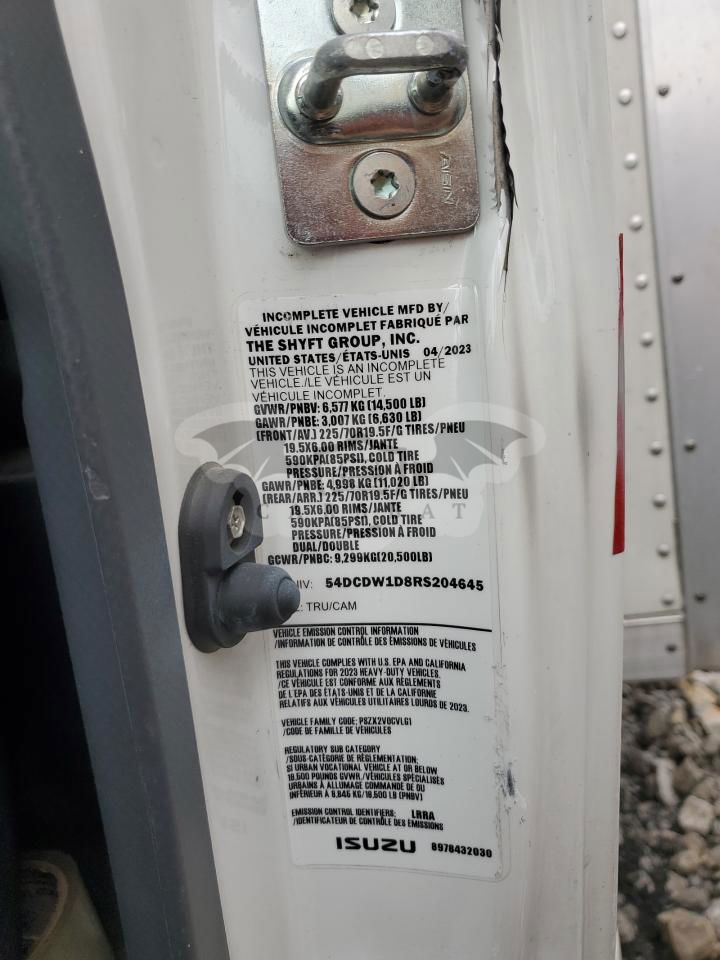 AISIN
INCOMPLETE VEHICLE MFD BY/
VÉHICULE INCOMPLET FABRIQUÉ PAR
THE SHYFT GROUP, INC.
UNITED STATES/ÉTATS-UNIS 04/2023
THIS VEHICLE IS AN INCOMPLETE
VEHICLE./LE VÉHICULE EST UN
VÉHICULE INCOMPLET.
GVWR/PNBV: 6,577 KG (14,500 LB)
GAWR/PNBE: 3,007 KG (6,630 LB)
(FRONT/AV.) 225/70R19.5F/G TIRES/PNEU
19.5X6.00 RIMS/JANTE
590KPA(85PSI), COLD TIRE
PRESSURE/PRESSION À FROID
GAWR/PNBE: 4,998 KG (11,020 LB)
(REAR/ARR.) 225/70R19.5F/G TIRES/PNEU
19.5X6.00 RIMS/JANTE
590KPA(85PSI), COLD TIRE
PRESSURE/PRESSION À FROID
DUAL/DOUBLE
GCWR/PNBC: 9,299KG(20,500LB)
NIV: 54DCDW1D8RS204645
: TRU/CAM
VEHICLE EMISSION CONTROL INFORMATION
/INFORMATION DE CONTRÔLE DES ÉMISSIONS DE VÉHICULES
THIS VEHICLE COMPLIES WITH U.S. EPA AND CALIFORNIA
REGULATIONS FOR 2023 HEAVY-DUTY VEHICLES.
/CE VÉHICULE EST CONFORME AUX RÈGLEMENTS
DE L'EPA DES ÉTATS-UNIS ET DE LA CALIFORNIE
RELATIFS AUX VÉHICULES UTILITAIRES LOURDS DE 2023.
VEHICLE FAMILY CODE: PSZX2VOCVLG1
/CODE DE FAMILLE DE VÉHICULES
REGULATORY SUB CATEGORY
/SOUS-CATÉGORIE DE RÉGLEMENTATION:
SI URBAN VOCATIONAL VEHICLE AT OR BELOW
19,500 POUNDS GVWR/VÉHICULES SPÉCIALISÉS
URBAINS À ALLUMAGE COMMANDÉ DE OU
INFÉRIEUR À 8,845 KG/19,500 LB (PNBV)
EMISSION CONTROL IDENTIFIERS: LRRA
/IDENTIFICATEUR DE CONTRÔLE DES ÉMISSIONS
ISUZU 8978432030